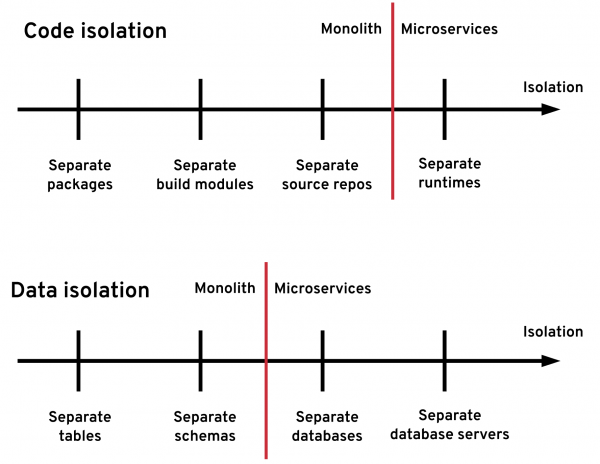 Code isolation
Monolith
Microservices
Isolation
Separate
packages
Separate
build modules
Separate
source repos
Separate
runtimes
Data isolation
Monolith
Microservices
Isolation
Separate
tables
Separate
schemas
Separate
databases
Separate
database servers